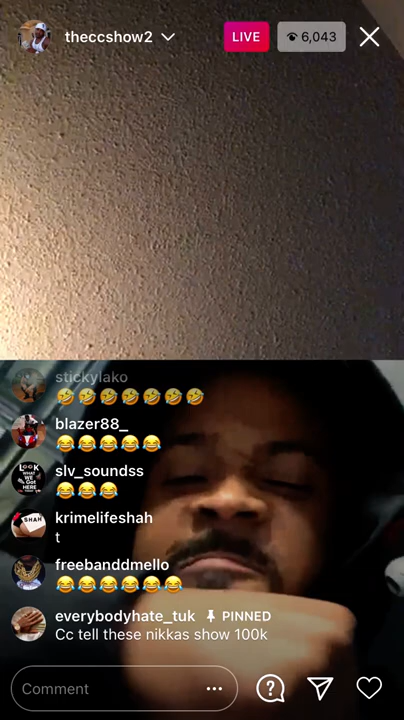 theccshow2
LIVE
6,043
stickylako
🤣🤣🤣🤣🤣🤣🤣
blazer88_
😂😂😂😂😂
slv_soundss
😂😂😂
krimelifeshah
t
freebanddmello
😂😂😂😂😂😂
everybodyhate_tuk PINNED
Cc tell these nikkas show 100k
Comment